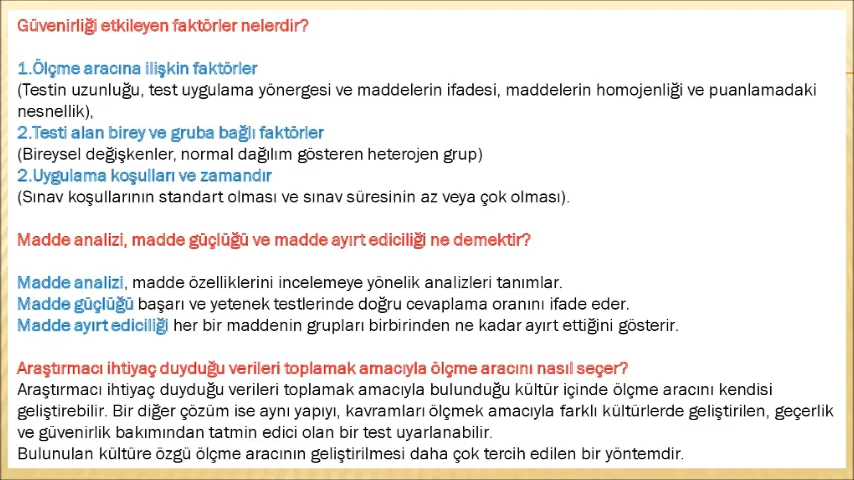 Güvenirliği etkileyen faktörler nelerdir?
1.Ölçme aracına ilişkin faktörler
(Testin uzunluğu, test uygulama yönergesi ve maddelerin ifadesi, maddelerin homojenliği ve puanlamadaki
nesnellik),
2.Testi alan birey ve gruba bağlı faktörler
(Bireysel değişkenler, normal dağılım gösteren heterojen grup)
2.Uygulama koşulları ve zamandır
(Sınav koşullarının standart olması ve sınav süresinin az veya çok olması).
Madde analizi, madde güçlüğü ve madde ayırt ediciliği ne demektir?
Madde analizi, madde özelliklerini incelemeye yönelik analizleri tanımlar.
Madde güçlüğü başarı ve yetenek testlerinde doğru cevaplama oranını ifade eder.
Madde ayırt ediciliği her bir maddenin grupları birbirinden ne kadar ayırt ettiğini gösterir.
Araştırmacı ihtiyaç duyduğu verileri toplamak amacıyla ölçme aracını nasıl seçer?
Araştırmacı ihtiyaç duyduğu verileri toplamak amacıyla bulunduğu kültür içinde ölçme aracını kendisi
geliştirebilir. Bir diğer çözüm ise aynı yapıyı, kavramları ölçmek amacıyla farklı kültürlerde geliştirilen, geçerlik
ve güvenirlik bakımından tatmin edici olan bir test uyarlanabilir.
Bulunulan kültüre özgü ölçme aracının geliştirilmesi daha çok tercih edilen bir yöntemdir.